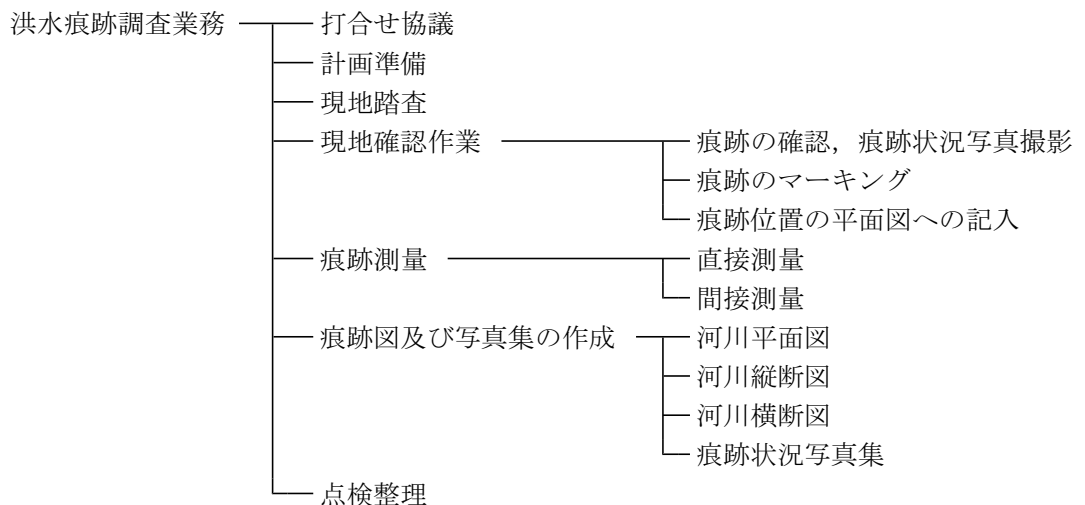 洪水痕跡調査業務 打合せ協議
計画準備
現地踏査
現地確認作業 痕跡の確認，痕跡状況写真撮影
痕跡のマーキング
痕跡位置の平面図への記入
痕跡測量 直接測量
間接測量
痕跡図及び写真集の作成 河川平面図
河川縦断図
河川横断図
痕跡状況写真集
点検整理